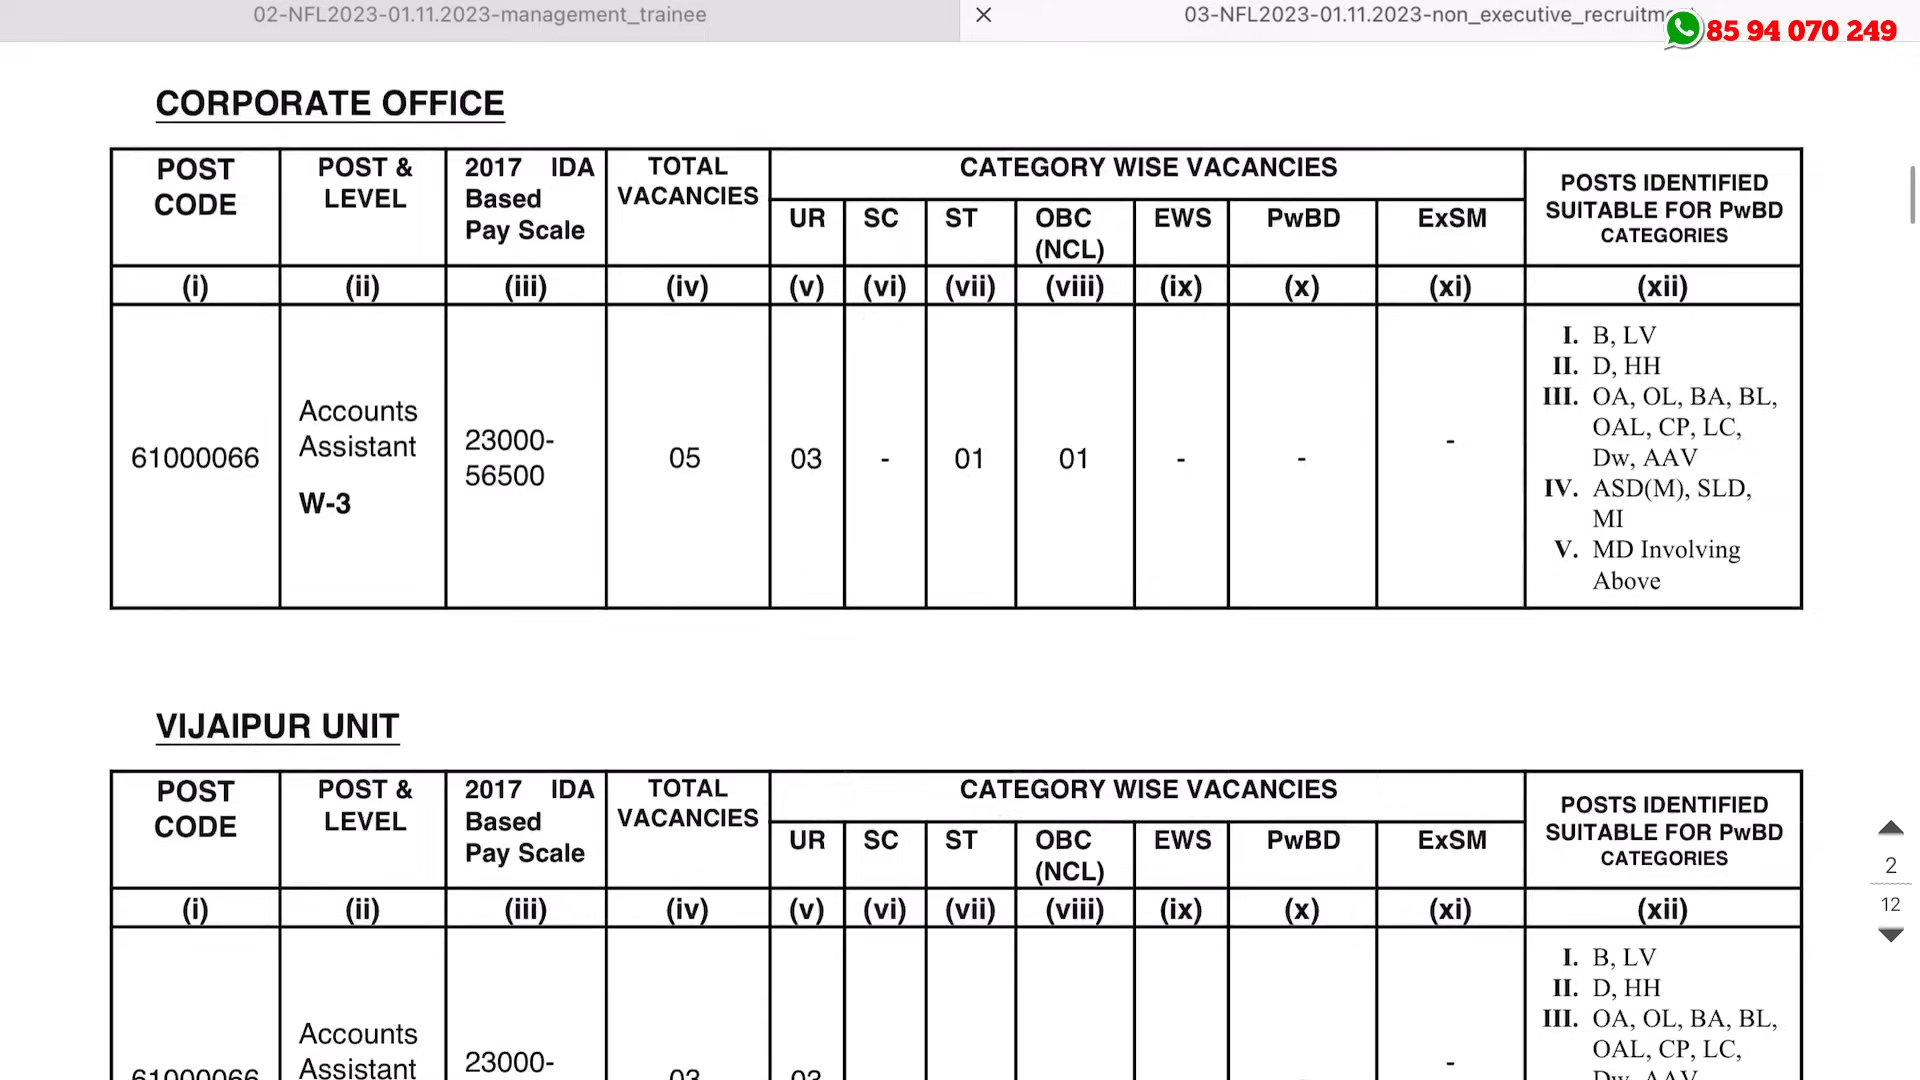 02-NFL2023-01.11.2023-management_trainee
03-NFL2023-01.11.2023-non_executive_recruitm
85 94 070 249
CORPORATE OFFICE
POST CODE
POST & LEVEL
2017 IDA Based Pay Scale
TOTAL VACANCIES
CATEGORY WISE VACANCIES
POSTS IDENTIFIED SUITABLE FOR PwBD CATEGORIES
UR SC ST OBC (NCL) EWS PwBD ExSM
(i) (ii) (iii) (iv) (v) (vi) (vii) (viii) (ix) (x) (xi) (xii)
61000066
Accounts
Assistant
W-3
23000-
56500
05 03 - 01 01 - - -
I. B, LV
II. D, HH
III. OA, OL, BA, BL,
OAL, CP, LC,
Dw, AAV
IV. ASD(M), SLD,
MI
V. MD Involving
Above
VIJAIPUR UNIT
POST CODE
POST & LEVEL
2017 IDA Based Pay Scale
TOTAL VACANCIES
CATEGORY WISE VACANCIES
POSTS IDENTIFIED SUITABLE FOR PwBD CATEGORIES
UR SC ST OBC (NCL) EWS PwBD ExSM
(i) (ii) (iii) (iv) (v) (vi) (vii) (viii) (ix) (x) (xi) (xii)
61000066
Accounts
Assistant
23000-
03 03 - -
I. B, LV
II. D, HH
III. OA, OL, BA, BL,
OAL, CP, LC,
Dw, AAV
2
12